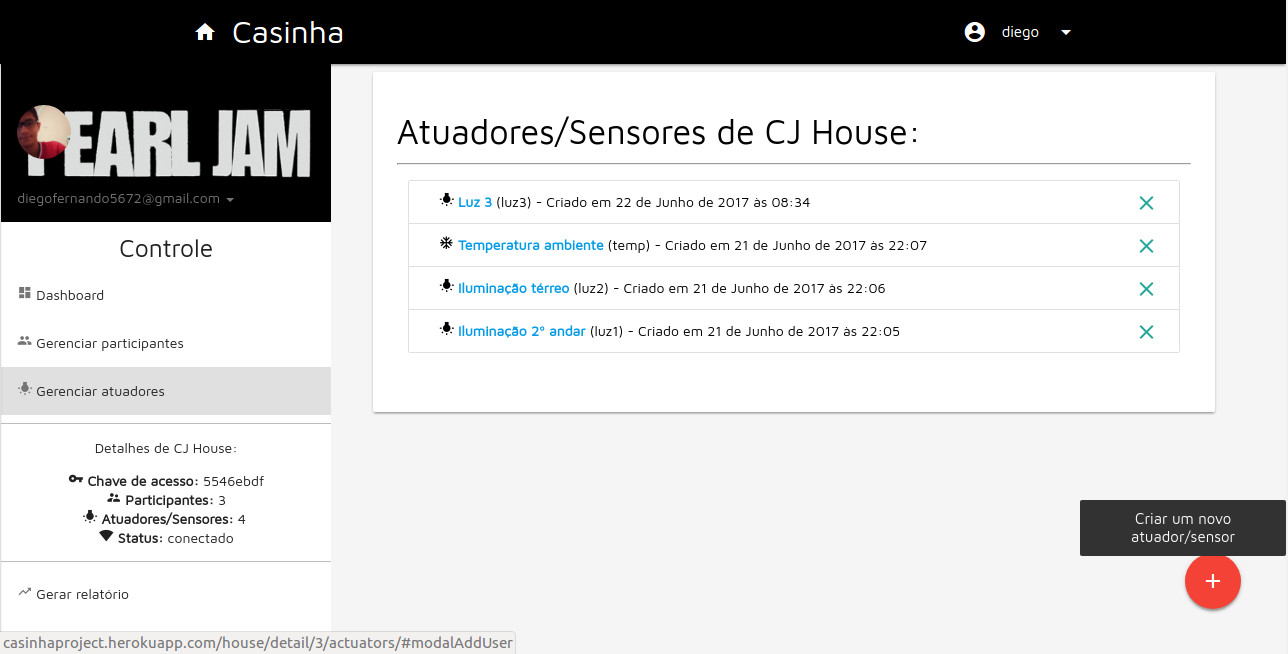 Casinha
diego
PEARL JAM
diegofernando5672@gmail.com
Controle
Dashboard
Gerenciar participantes
Gerenciar atuadores
Detalhes de CJ House:
Chave de acesso: 5546ebdf
Participantes: 3
Atuadores/Sensores: 4
Status: conectado
Gerar relatório
Atuadores/Sensores de CJ House:
Luz 3 (luz3) - Criado em 22 de Junho de 2017 às 08:34
Temperatura ambiente (temp) - Criado em 21 de Junho de 2017 às 22:07
Iluminação térreo (luz2) - Criado em 21 de Junho de 2017 às 22:06
Iluminação 2º andar (luz1) - Criado em 21 de Junho de 2017 às 22:05
Criar um novo
atuador/sensor
casinhaproject.herokuapp.com/house/detail/3/actuators/#modalAddUser